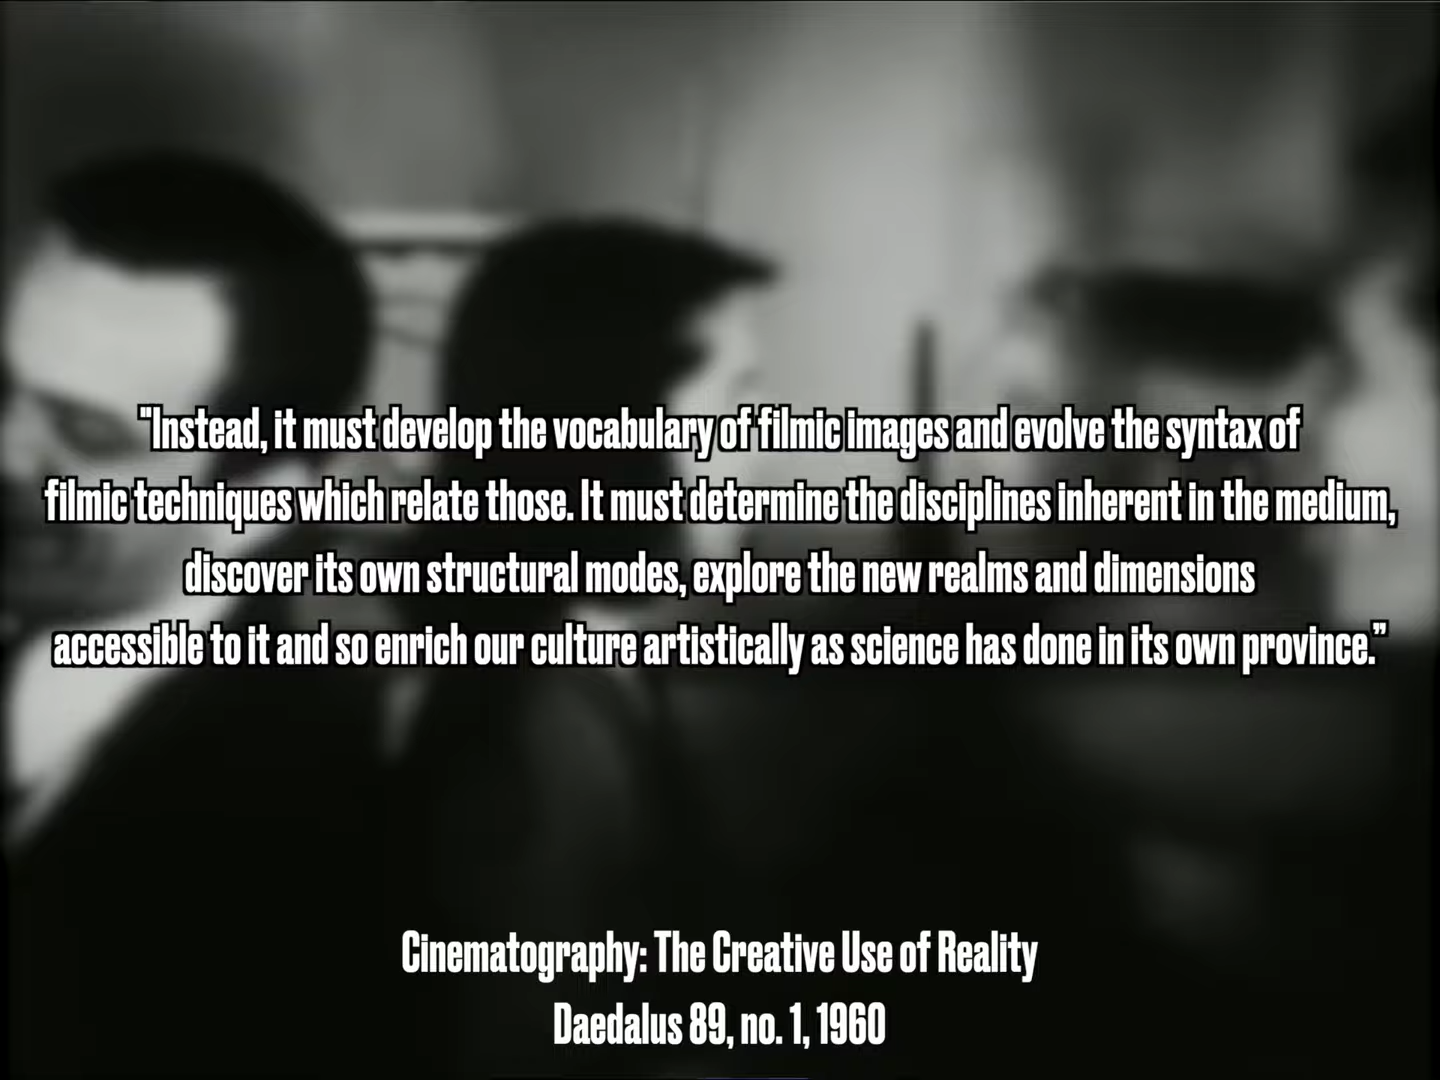 "Instead, it must develop the vocabulary of filmic images and evolve the syntax of
filmic techniques which relate those. It must determine the disciplines inherent in the medium,
discover its own structural modes, explore the new realms and dimensions
accessible to it and so enrich our culture artistically as science has done in its own province.”
Cinematography: The Creative Use of Reality
Daedalus 89, no. 1, 1960